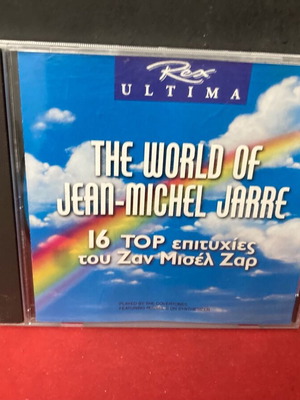 Rex
ULTIMA
THE WORLD OF
JEAN-MICHEL JARRE
16 TOP επιτυχίες
του Ζαν Μισέλ Ζαρ